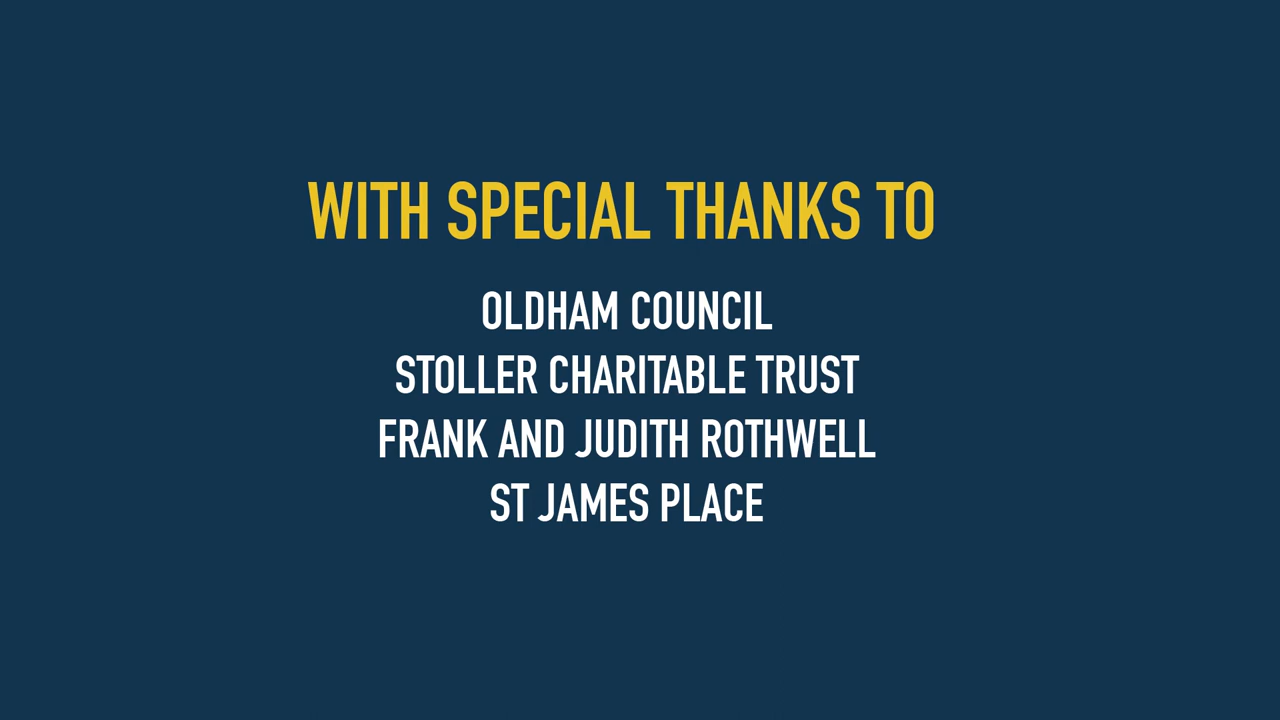 WITH SPECIAL THANKS TO
OLDHAM COUNCIL
STOLLER CHARITABLE TRUST
FRANK AND JUDITH ROTHWELL
ST JAMES PLACE